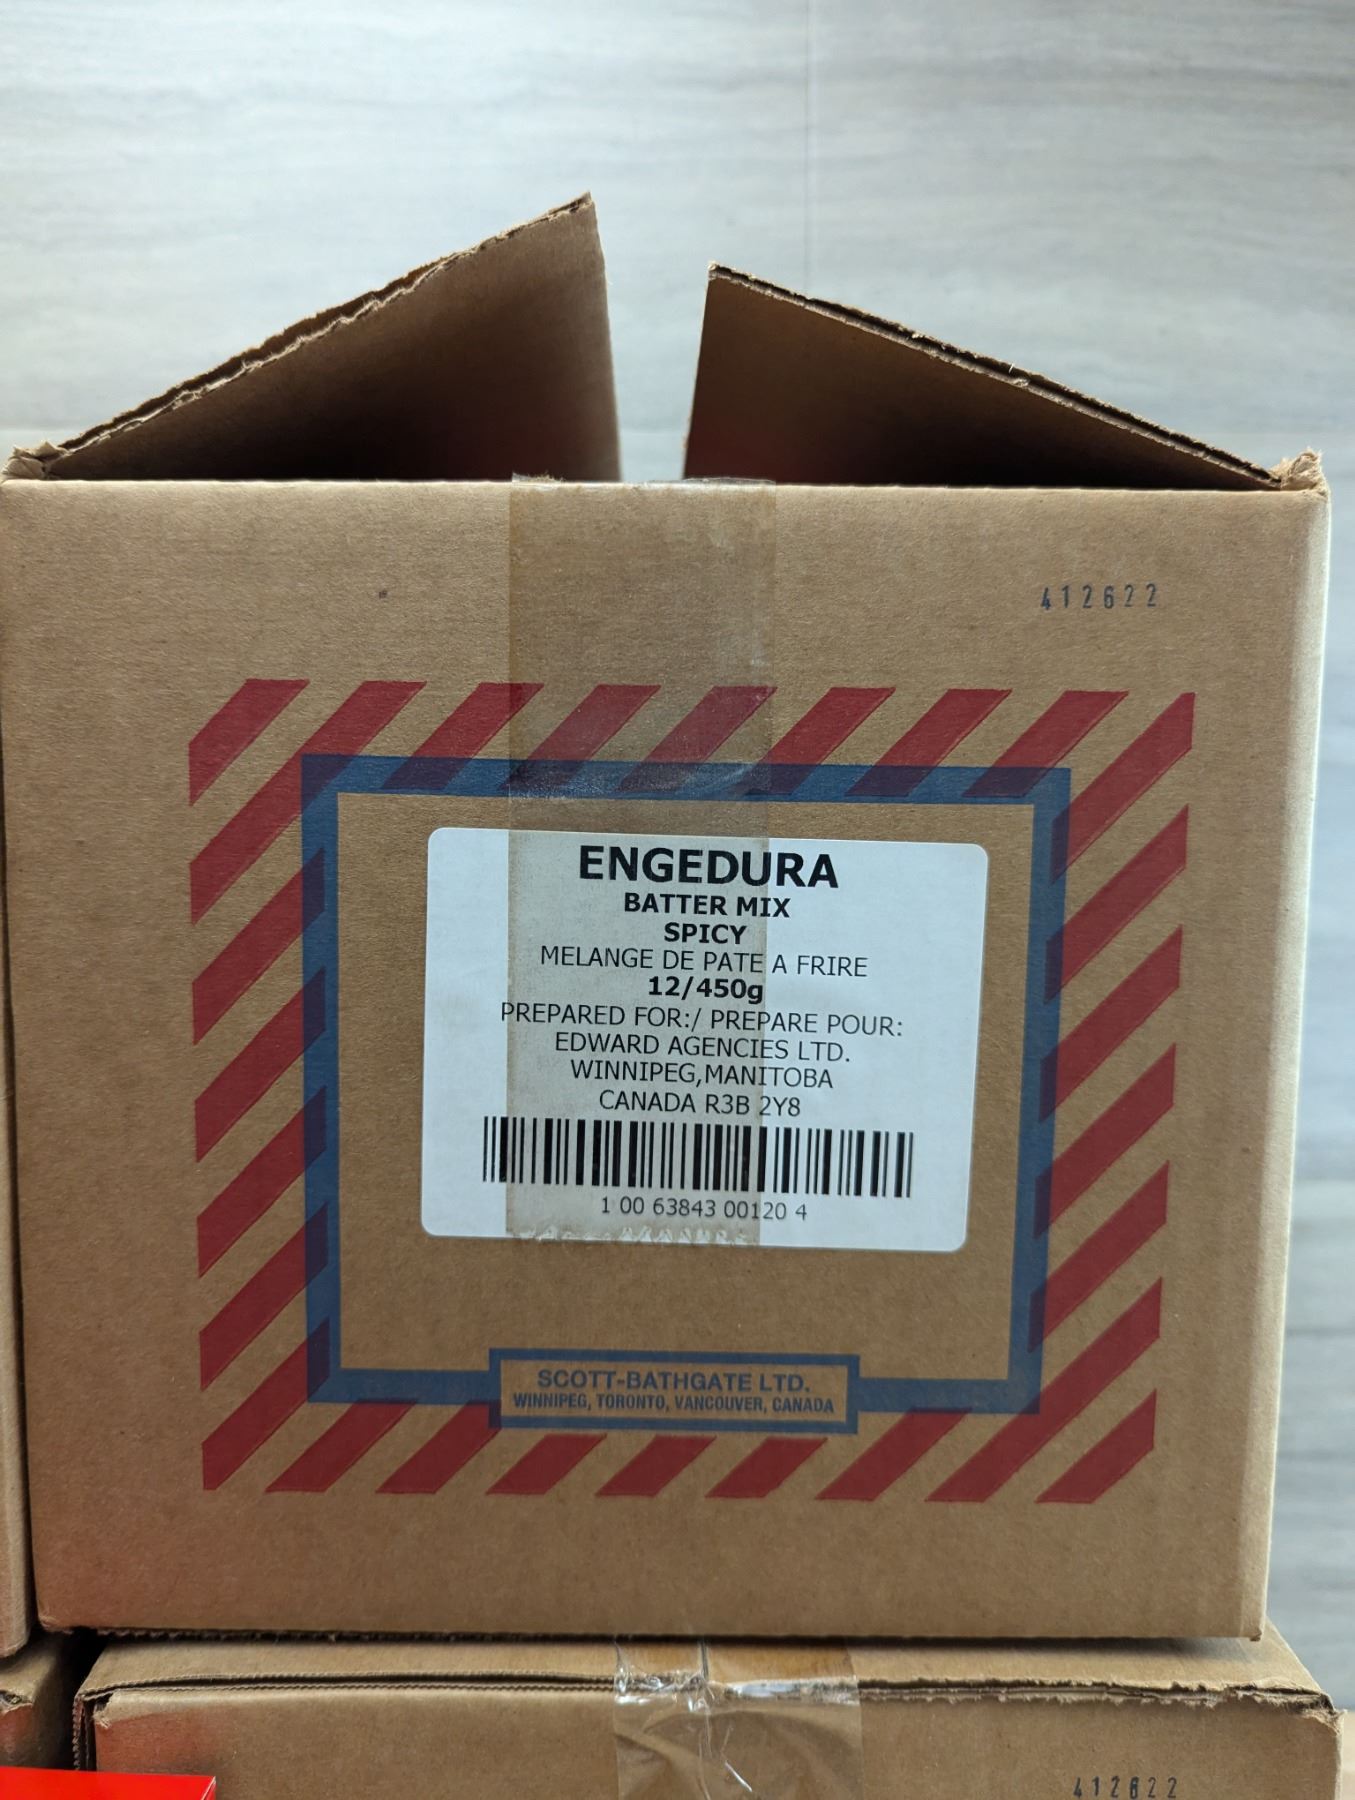 412622
ENGEDURA
BATTER MIX
SPICY
MELANGE DE PATE A FRIRE
12/450g
PREPARED FOR:/ PREPARE POUR:
EDWARD AGENCIES LTD.
WINNIPEG,MANITOBA
CANADA R3B 2Y8
1 00 63843 00120 4
SCOTT-BATHGATE LTD.
WINNIPEG, TORONTO, VANCOUVER, CANADA
412622